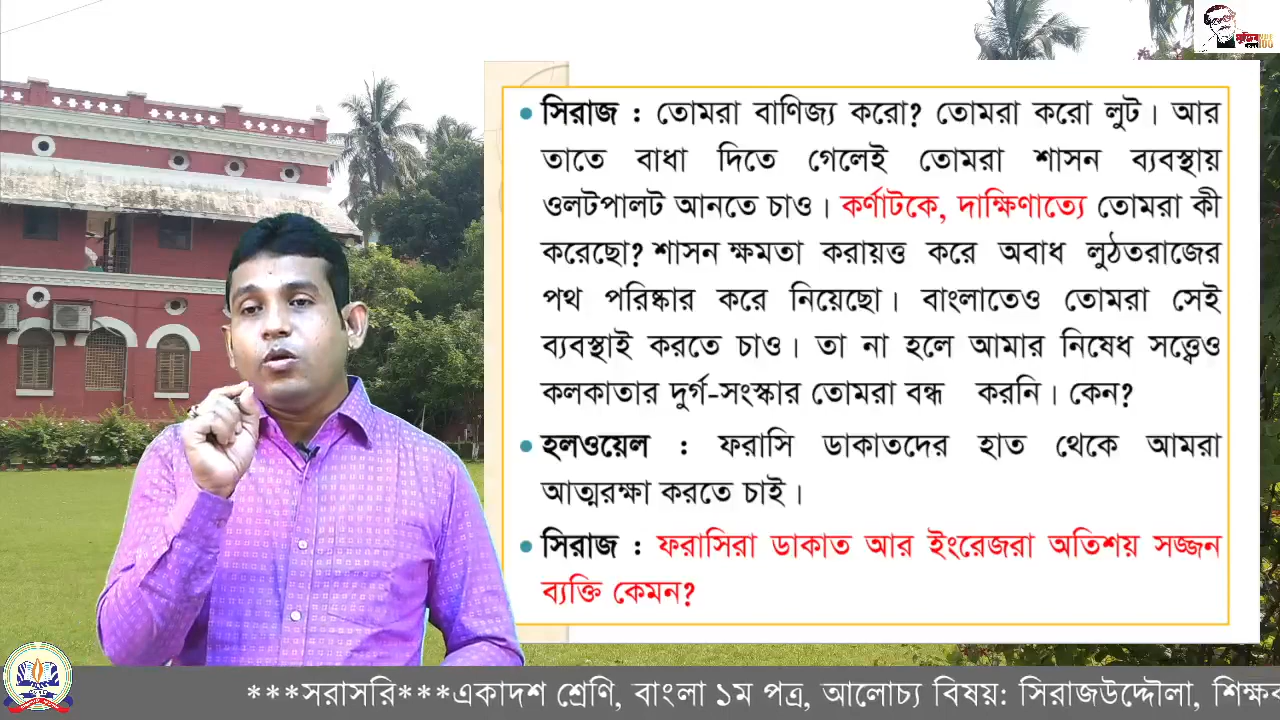 সিরাজ : তোমরা বাণিজ্য করো? তোমরা করো লুট। আর
তাতে বাধা দিতে গেলেই তোমরা শাসন ব্যবস্থায়
ওলটপালট আনতে চাও। কর্ণাটকে, দাক্ষিণাত্যে তোমরা কী
করেছো? শাসন ক্ষমতা করায়ত্ত করে অবাধ লুঠতরাজের
পথ পরিষ্কার করে নিয়েছো। বাংলাতেও তোমরা সেই
ব্যবস্থাই করতে চাও। তা না হলে আমার নিষেধ সত্ত্বেও
কলকাতার দুর্গ-সংস্কার তোমরা বন্ধ করনি। কেন?
হলওয়েল : ফরাসি ডাকাতদের হাত থেকে আমরা
আত্মরক্ষা করতে চাই।
সিরাজ : ফরাসিরা ডাকাত আর ইংরেজরা অতিশয় সজ্জন
ব্যক্তি কেমন?
***সরাসরি***একাদশ শ্রেণি, বাংলা ১ম পত্র, আলোচ্য বিষয়: সিরাজউদ্দৌলা,